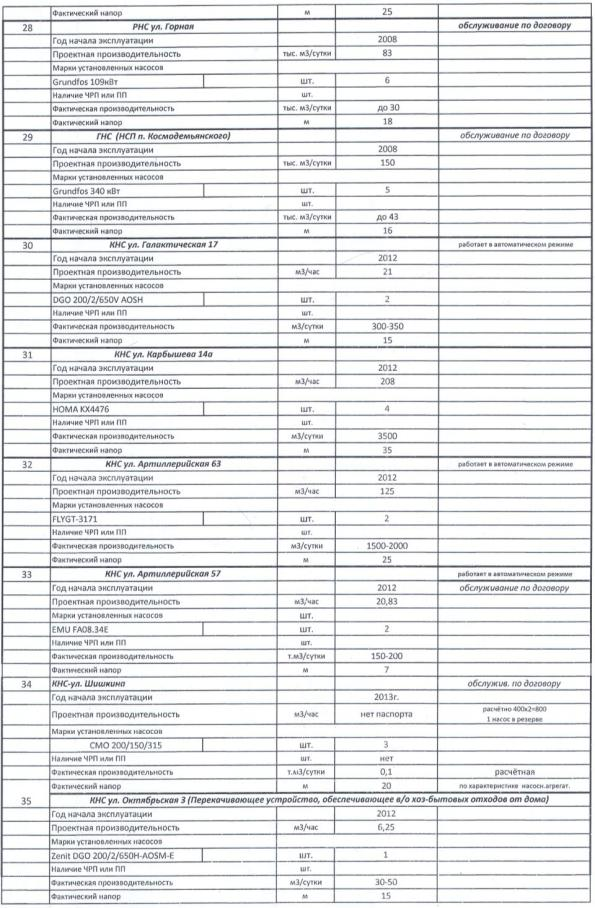 Фактический напор м 25
28 РНС ул. Горная обслуживание по договору
Год начала эксплуатации 2008
Проектная производительность тыс. м3/сутки 83
Марки установленных насосов
Grundfos 109кВт шт. 6
Наличие ЧРП или ПП шт.
Фактическая производительность тыс. м3/сутки до 30
Фактический напор м 18
29 ГНС (НСП п. Космодемьянского) обслуживание по договору
Год начала эксплуатации 2008
Проектная производительность тыс. м3/сутки 150
Марки установленных насосов
Grundfos 340 кВт шт. 5
Наличие ЧРП или ПП шт.
Фактическая производительность тыс. м3/сутки до 43
Фактический напор м 16
30 КНС ул. Галактическая 17 работает в автоматическом режиме
Год начала эксплуатации 2012
Проектная производительность м3/час 21
Марки установленных насосов
DGO 200/2/650V AOSH шт. 2
Наличие ЧРП или ПП шт.
Фактическая производительность м3/сутки 300-350
Фактический напор м 15
31 КНС ул. Карбышева 14а
Год начала эксплуатации 2012
Проектная производительность м3/час 208
Марки установленных насосов
HOMA KX4476 шт. 4
Наличие ЧРП или ПП шт.
Фактическая производительность м3/сутки 3500
Фактический напор м 35
32 КНС ул. Артиллерийская 63 работает в автоматическом режиме
Год начала эксплуатации 2012
Проектная производительность м3/час 125
Марки установленных насосов
FLYGT-3171 шт. 2
Наличие ЧРП или ПП шт.
Фактическая производительность м3/сутки 1500-2000
Фактический напор м 25
33 КНС ул. Артиллерийская 57 работает в автоматическом режиме
Год начала эксплуатации 2012 обслуживание по договору
Проектная производительность м3/час 20,83
Марки установленных насосов шт.
EMU FA08.34E шт. 2
Наличие ЧРП или ПП шт.
Фактическая производительность т.м3/сутки 150-200
Фактический напор м 7
34 КНС-ул. Шишкина обслужив. по договору
Год начала эксплуатации 2013г.
Проектная производительность м3/час нет паспорта расчётно 400х2=800
1 насос в резерве
Марки установленных насосов
СМО 200/150/315 шт. 3
Наличие ЧРП или ПП шт. нет
Фактическая производительность т.м3/сутки 0,1 расчётная
Фактический напор м 20 по характеристике насосн.агрегат.
35 КНС ул. Октябрьская 3 (Перекачивающее устройство, обеспечивающее в/о хоз-бытовых отходов от дома)
Год начала эксплуатации 2012
Проектная производительность м3/час 6,25
Марки установленных насосов
Zenit DGO 200/2/650H-AOSM-E шт. 1
Наличие ЧРП или ПП шт.
Фактическая производительность м3/сутки 30-50
Фактический напор м 15